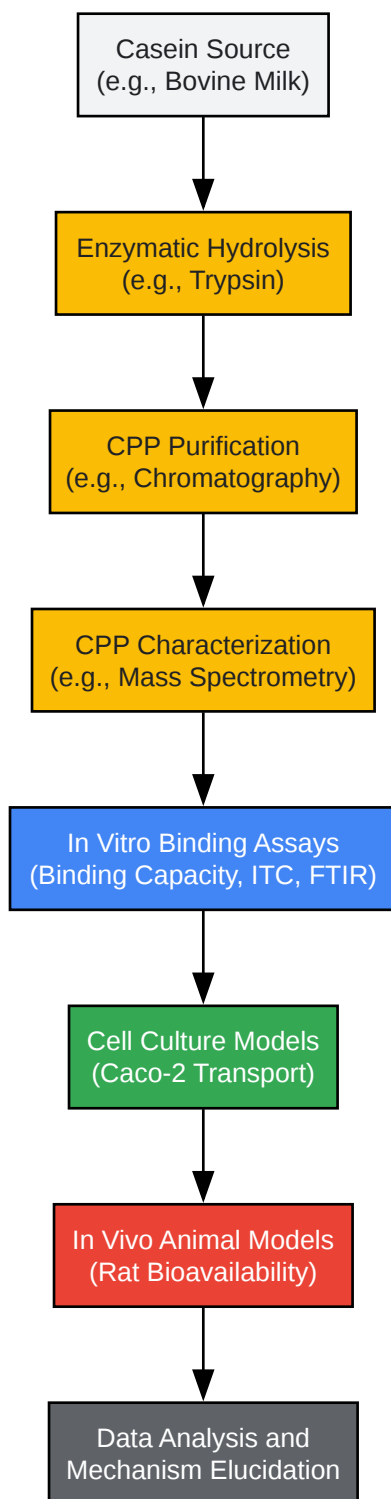 Casein Source
(e.g., Bovine Milk)
Enzymatic Hydrolysis
(e.g., Trypsin)
CPP Purification
(e.g., Chromatography)
CPP Characterization
(e.g., Mass Spectrometry)
In Vitro Binding Assays
(Binding Capacity, ITC, FTIR)
Cell Culture Models
(Caco-2 Transport)
In Vivo Animal Models
(Rat Bioavailability)
Data Analysis and
Mechanism Elucidation